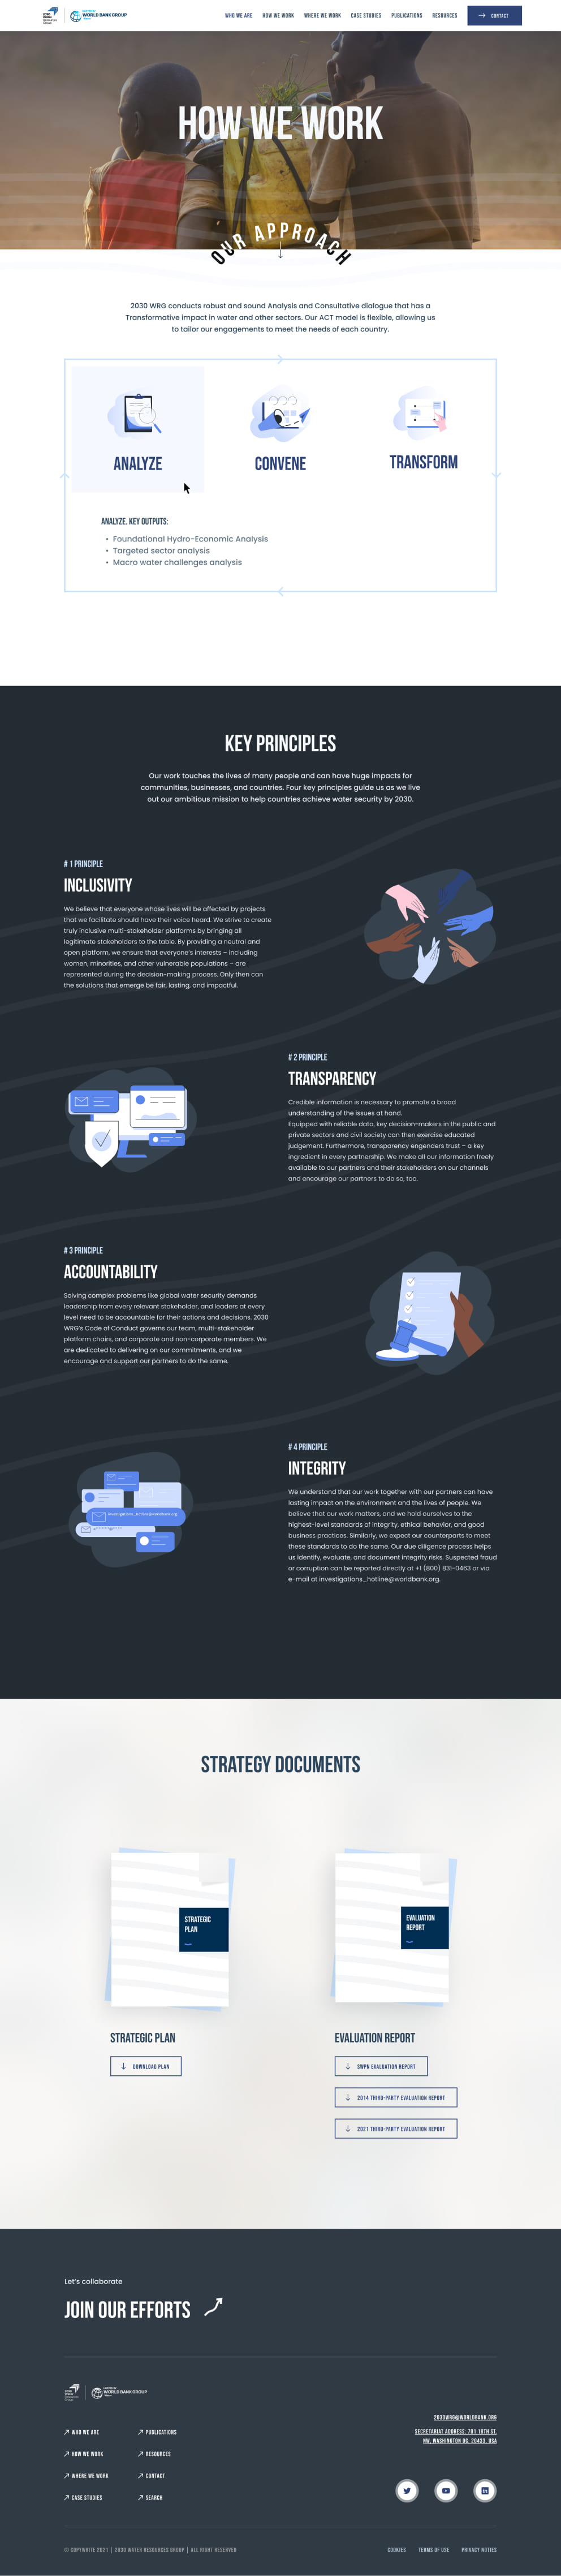 WORLD BANK GROUP
WHO WE ARE
HOW WE WORK
WHERE WE WORK
CASE STUDIES
PUBLICATIONS
RESOURCES
CONTACT
HOW WE WORK
OUR APPROACH
2030 WRG conducts robust and sound Analysis and Consultative dialogue that has a
Transformative impact in water and other sectors. Our ACT model is flexible, allowing us
to tailor our engagements to meet the needs of each country.
ANALYZE
CONVENE
TRANSFORM
ANALYZE. KEY OUTPUTS:
• Foundational Hydro-Economic Analysis
• Targeted sector analysis
• Macro water challenges analysis
KEY PRINCIPLES
Our work touches the lives of many people and can have huge impacts for
communities, businesses, and countries. Four key principles guide us as we live
out our ambitious mission to help countries achieve water security by 2030.
# 1 PRINCIPLE
INCLUSIVITY
We believe that everyone whose lives will be affected by projects
that we facilitate should have their voice heard. We strive to create
truly inclusive multi-stakeholder platforms by bringing all
legitimate stakeholders to the table. By providing a neutral and
open platform, we ensure that everyone's interests – including
women, minorities, and other vulnerable populations – are
represented during the decision-making process. Only then can
the solutions that emerge be fair, lasting, and impactful.
# 2 PRINCIPLE
TRANSPARENCY
Credible information is necessary to promote a broad
understanding of the issues at hand.
Equipped with reliable data, key decision-makers in the public and
private sectors and civil society can then exercise educated
judgement. Furthermore, transparency engenders trust – a key
ingredient in every partnership. We make all our information freely
available to our partners and their stakeholders on our channels
and encourage our partners to do so, too.
# 3 PRINCIPLE
ACCOUNTABILITY
Solving complex problems like global water security demands
leadership from every relevant stakeholder, and leaders at every
level need to be accountable for their actions and decisions. 2030
WRG's Code of Conduct governs our team, multi-stakeholder
platform chairs, and corporate and non-corporate members. We
are dedicated to delivering on our commitments, and we
encourage and support our partners to do the same.
# 4 PRINCIPLE
INTEGRITY
We understand that our work together with our partners can have
lasting impact on the environment and the lives of people. We
believe that our work matters, and we hold ourselves to the
highest-level standards of integrity, ethical behavior, and good
business practices. Similarly, we expect our counterparts to meet
these standards to do the same. Our due diligence process helps
us identify, evaluate, and document integrity risks. Suspected fraud
or corruption can be reported directly at +1 (800) 831-0463 or via
e-mail at investigations_hotline@worldbank.org.
investigations_hotline@worldbank.org
STRATEGY DOCUMENTS
STRATEGIC
PLAN
EVALUATION
REPORT
STRATEGIC PLAN
DOWNLOAD PLAN
EVALUATION REPORT
SWPN EVALUATION REPORT
2014 THIRD-PARTY EVALUATION REPORT
2021 THIRD-PARTY EVALUATION REPORT
Let's collaborate
JOIN OUR EFFORTS
WORLD BANK GROUP
2030WRG@WORLDBANK.ORG
SECRETARIAT ADDRESS: 701 18TH ST.
NW, WASHINGTON DC, 20433, USA
WHO WE ARE
PUBLICATIONS
HOW WE WORK
RESOURCES
WHERE WE WORK
CONTACT
CASE STUDIES
SEARCH
© COPYWRITE 2021 | 2030 WATER RESOURCES GROUP | ALL RIGHT RESERVED
COOKIES
TERMS OF USE
PRIVACY NOTIES